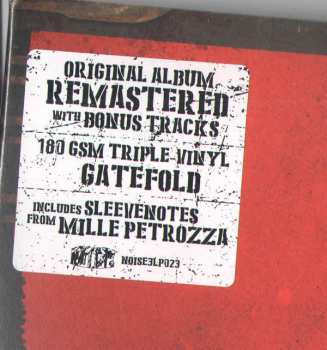 ORIGINAL ALBUM
REMASTERED
WITH BONUS TRACKS
180 GSM TRIPLE VINYL
GATEFOLD
INCLUDES SLEEVENOTES
FROM MILLE PETROZZA
NOISE3LP023